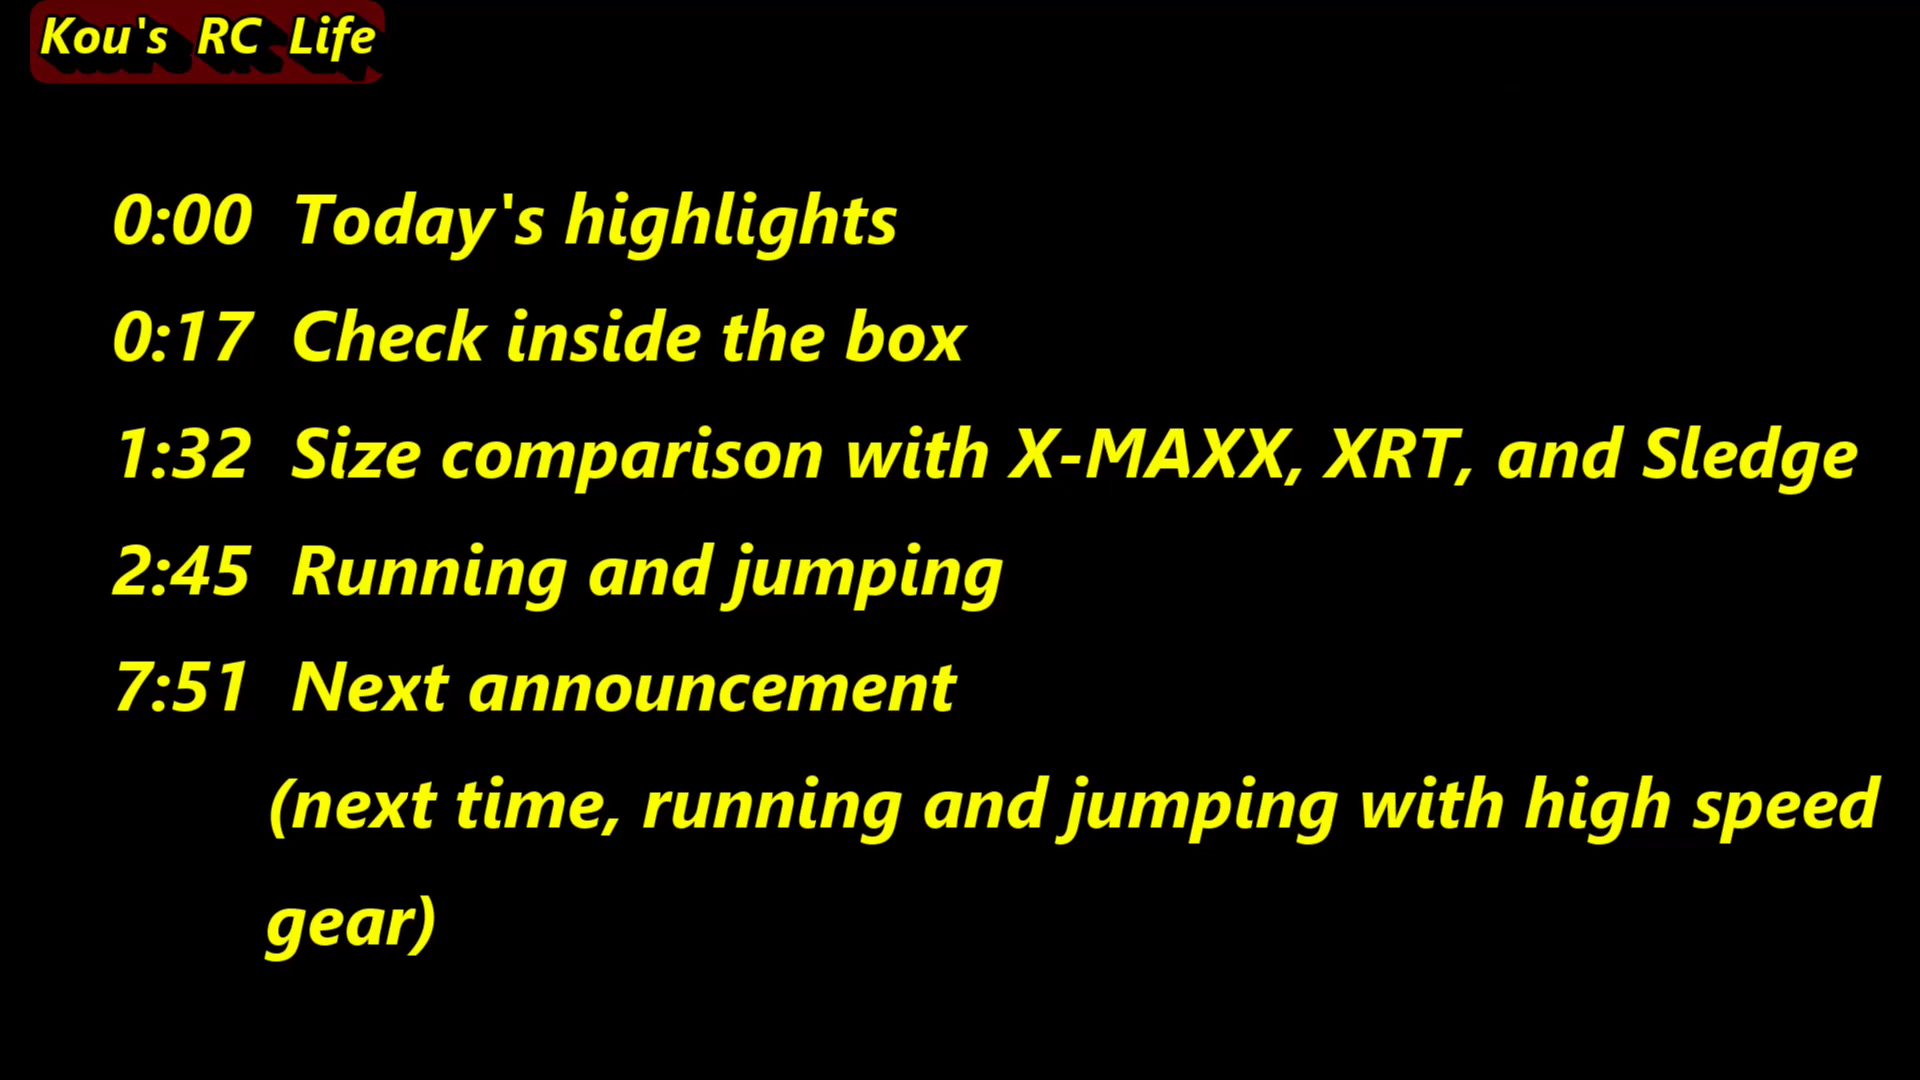 Kou's RC Life
0:00 Today's highlights
0:17 Check inside the box
1:32 Size comparison with X-MAXX, XRT, and Sledge
2:45 Running and jumping
7:51 Next announcement
(next time, running and jumping with high speed
gear)